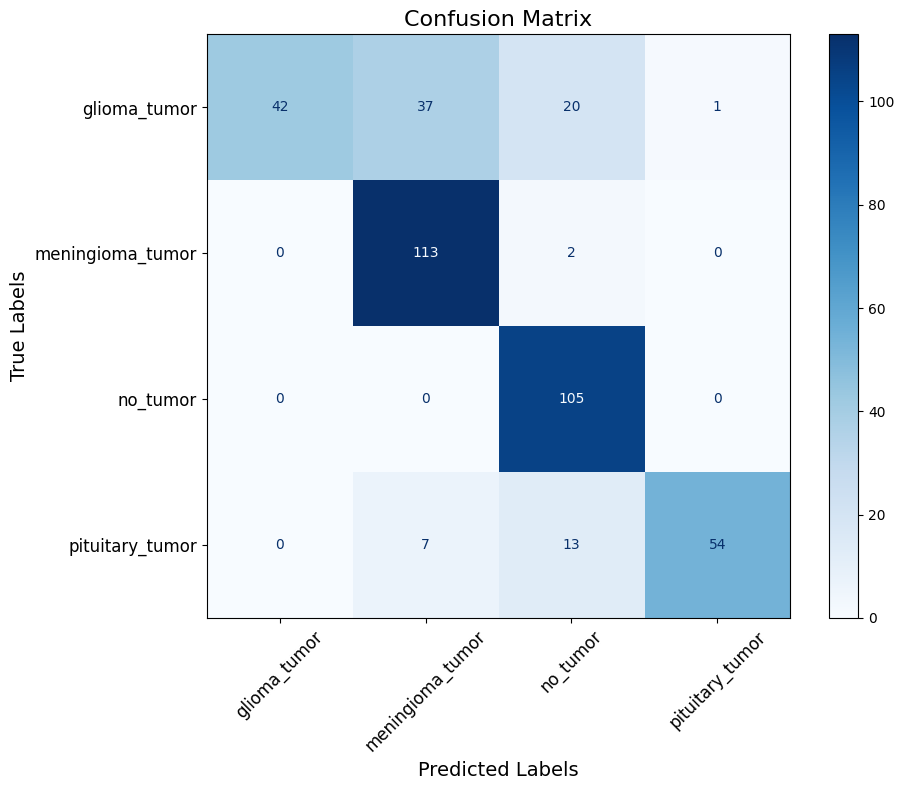 Confusion Matrix
glioma_tumor 42 37 20 1
meningioma_tumor 0 113 2 0
no_tumor 0 0 105 0
pituitary_tumor 0 7 13 54
True Labels
glioma_tumor meningioma_tumor no_tumor pituitary_tumor
Predicted Labels
100
80
60
40
20
0